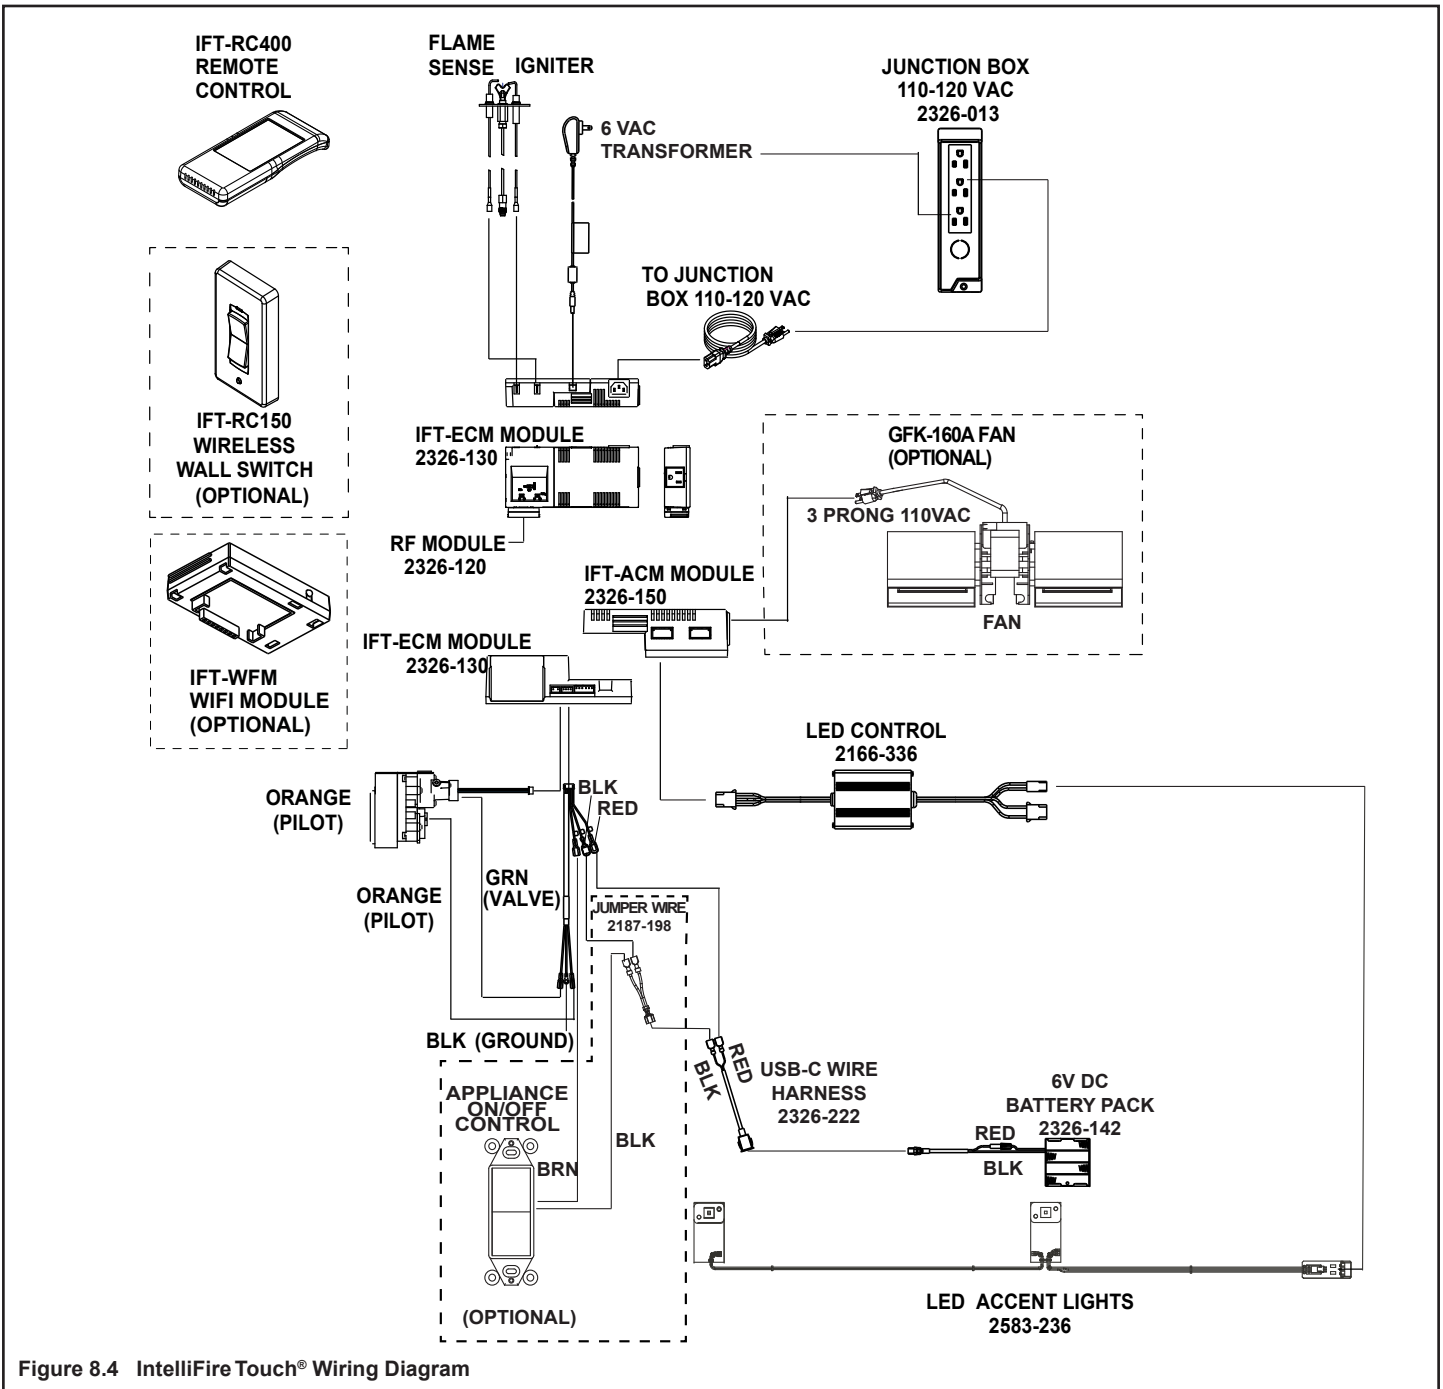 IFT-RC400
REMOTE
CONTROL
FLAME
SENSE
IGNITER
6 VAC
TRANSFORMER
JUNCTION BOX
110-120 VAC
2326-013
TO JUNCTION
BOX 110-120 VAC
IFT-RC150
WIRELESS
WALL SWITCH
(OPTIONAL)
IFT-ECM MODULE
2326-130
RF MODULE
2326-120
GFK-160A FAN
(OPTIONAL)
3 PRONG 110VAC
FAN
IFT-ACM MODULE
2326-150
IFT-WFM
WIFI MODULE
(OPTIONAL)
IFT-ECM MODULE
2326-130
LED CONTROL
2166-336
ORANGE
(PILOT)
BLK
RED
ORANGE
(PILOT)
GRN
(VALVE)
JUMPER WIRE
2187-198
BLK (GROUND)
RED
BLK
USB-C WIRE
HARNESS
2326-222
6V DC
BATTERY PACK
2326-142
RED
BLK
APPLIANCE
ON/OFF
CONTROL
BLK
BRN
(OPTIONAL)
LED ACCENT LIGHTS
2583-236
Figure 8.4 IntelliFire Touch® Wiring Diagram